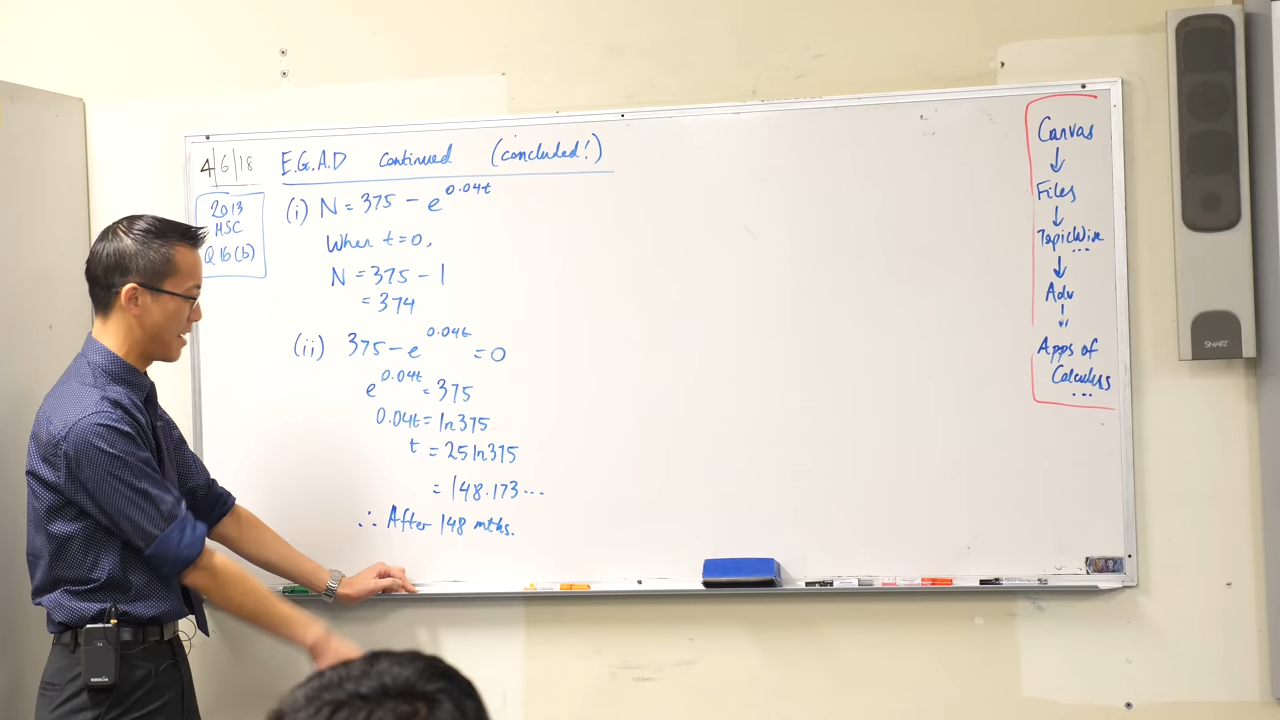 4/6/18 E.G.A.D continued (concluded!)
2013
HSC
Q16(b)
(i) N = 375 - e^0.04t
When t=0,
N = 375 - 1
= 374
(ii) 375 - e^0.04t = 0
e^0.04t = 375
0.04t = ln375
t = 25ln375
= 148.173...
∴ After 148 mths.
Canvas
↓
Files
↓
TopicWise
...
↓
Adv
↓
Apps of
Calculus
...
SMART